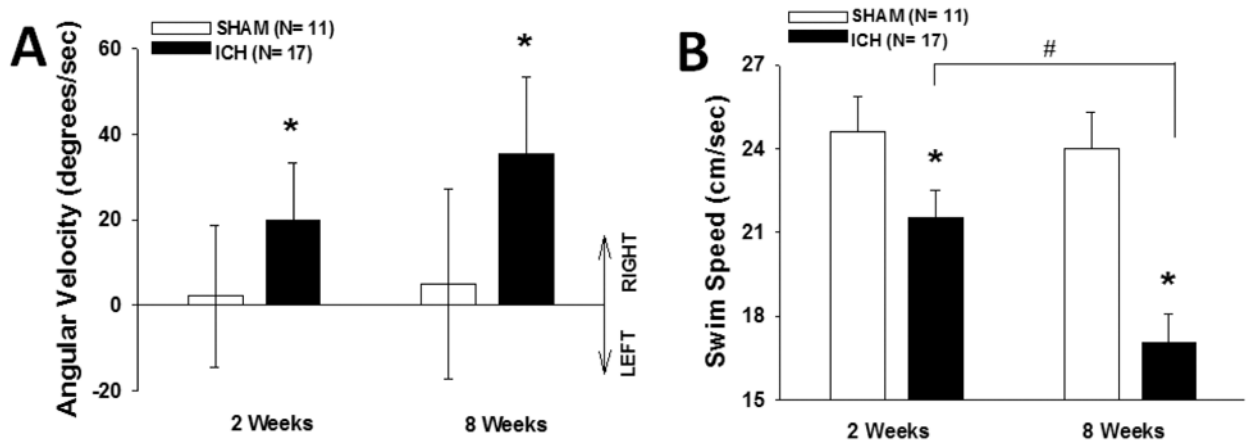 A
SHAM (N= 11)
ICH (N= 17)
Angular Velocity (degrees/sec)
60
40
20
0
-20
*
*
RIGHT
LEFT
2 Weeks
8 Weeks
B
SHAM (N= 11)
ICH (N= 17)
#
Swim Speed (cm/sec)
27
24
21
18
15
*
*
2 Weeks
8 Weeks